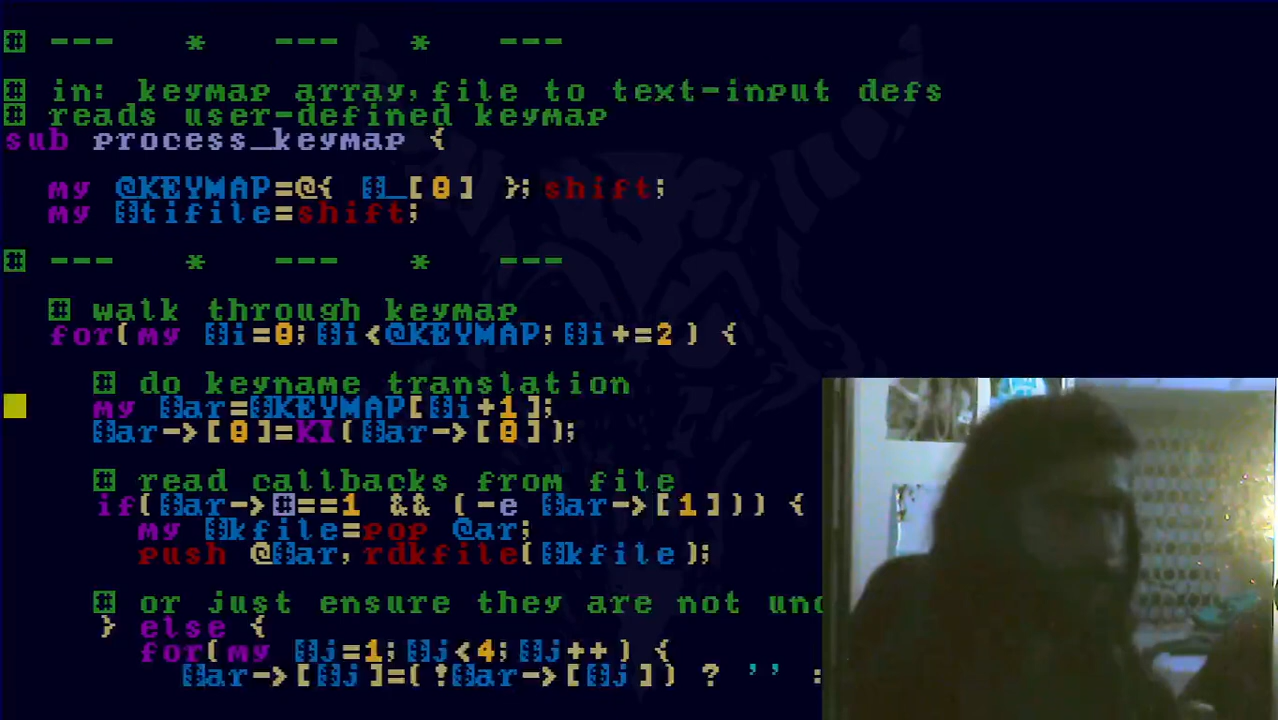 # ---   *   ---   *   ---
# in: keymap array,file to text-input defs
# reads user-defined keymap
sub process_keymap {
my @KEYMAP=@{ $_[0] }; shift;
my $tifile=shift;
# ---   *   ---   *   ---
# walk through keymap
for(my $i=0;$i<@KEYMAP;$i+=2) {
# do keyname translation
my $ar=$KEYMAP[$i+1];
$ar->[0]=KI($ar->[0]);
# read callbacks from file
if($ar->#==1 && (-e $ar->[1])) {
my $kfile=pop @ar;
push @$ar,rdkfile($kfile);
# or just ensure they are not
} else {
for(my $j=1;$j<4;$j++) {
$ar->[$j]=(!$ar->[$j]) ? '' :